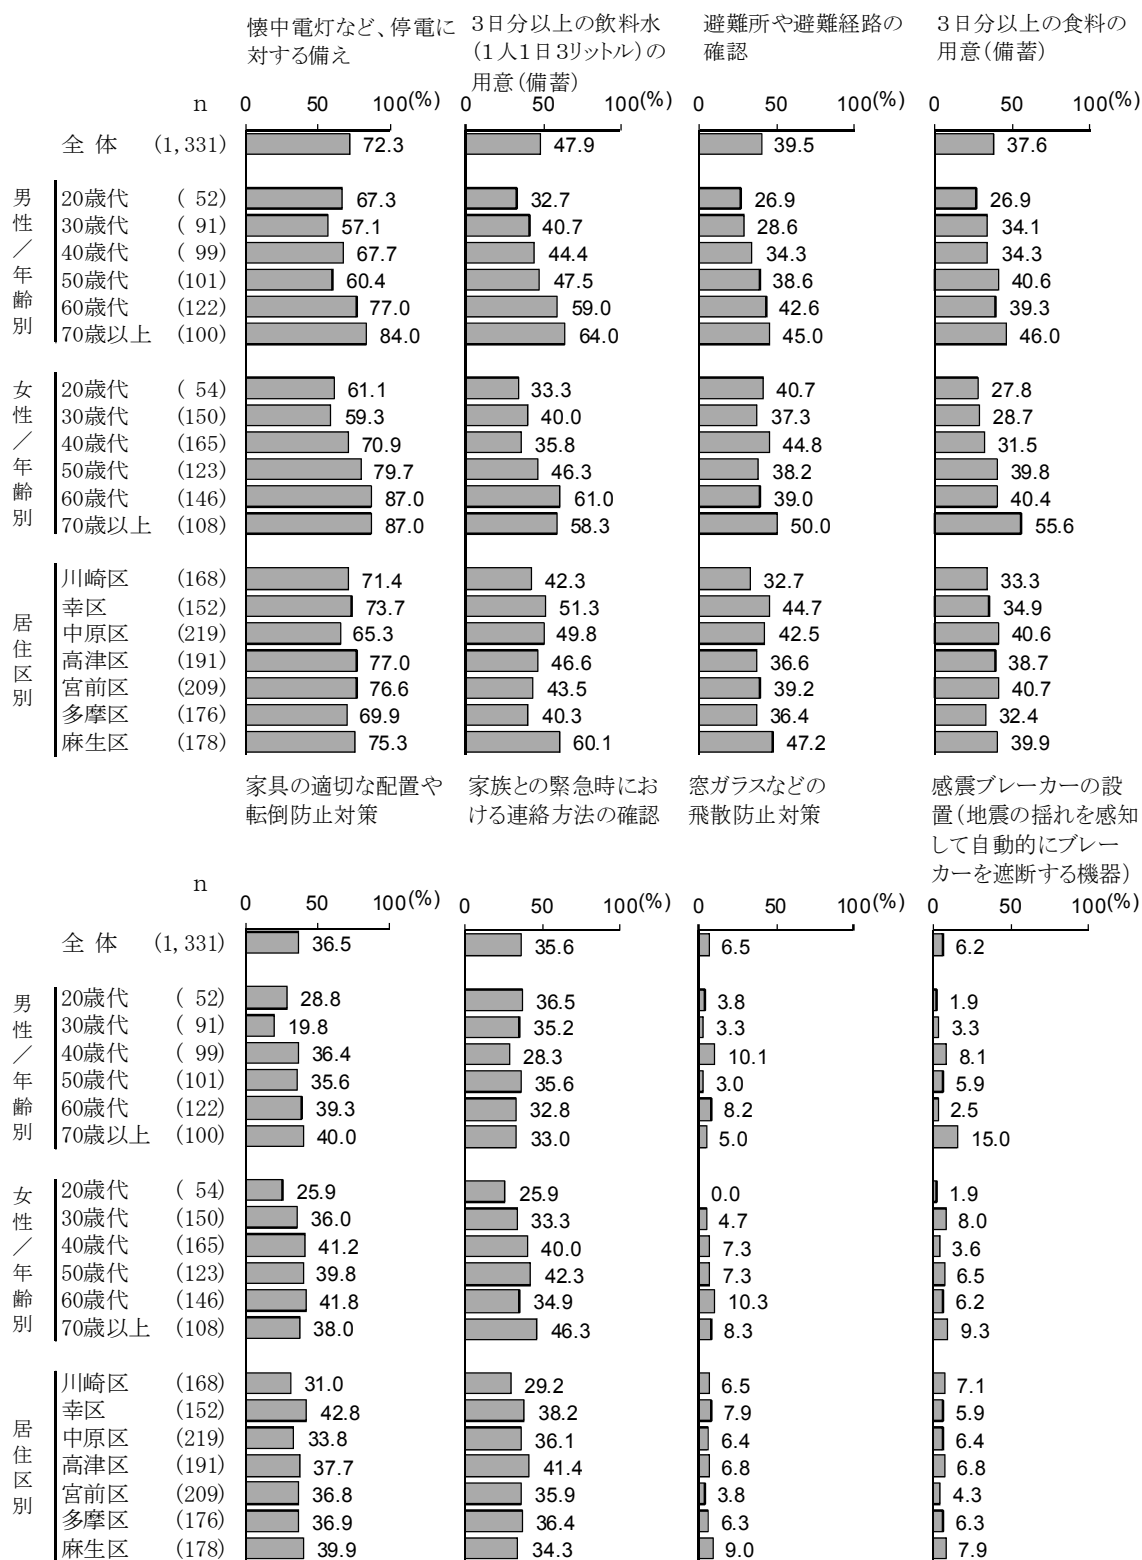 懐中電灯など、停電に
対する備え
3日分以上の飲料水
(1人1日3リットル)の
用意(備蓄)
避難所や避難経路の
確認
3日分以上の食料の
用意(備蓄)
n 0 50 100(%) 0 50 100(%) 0 50 100(%) 0 50 100(%)
全 体 (1,331) 72.3 47.9 39.5 37.6
男性/年齢別
20歳代 ( 52) 67.3 32.7 26.9 26.9
30歳代 ( 91) 57.1 40.7 28.6 34.1
40歳代 ( 99) 67.7 44.4 34.3 34.3
50歳代 (101) 60.4 47.5 38.6 40.6
60歳代 (122) 77.0 59.0 42.6 39.3
70歳以上 (100) 84.0 64.0 45.0 46.0
女性/年齢別
20歳代 ( 54) 61.1 33.3 40.7 27.8
30歳代 (150) 59.3 40.0 37.3 28.7
40歳代 (165) 70.9 35.8 44.8 31.5
50歳代 (123) 79.7 46.3 38.2 39.8
60歳代 (146) 87.0 61.0 39.0 40.4
70歳以上 (108) 87.0 58.3 50.0 55.6
居住区別
川崎区 (168) 71.4 42.3 32.7 33.3
幸区 (152) 73.7 51.3 44.7 34.9
中原区 (219) 65.3 49.8 42.5 40.6
高津区 (191) 77.0 46.6 36.6 38.7
宮前区 (209) 76.6 43.5 39.2 40.7
多摩区 (176) 69.9 40.3 36.4 32.4
麻生区 (178) 75.3 60.1 47.2 39.9
家具の適切な配置や
転倒防止対策
家族との緊急時にお
ける連絡方法の確認
窓ガラスなどの
飛散防止対策
感震ブレーカーの設
置(地震の揺れを感知
して自動的にブレー
カーを遮断する機器)
n 0 50 100(%) 0 50 100(%) 0 50 100(%) 0 50 100(%)
全 体 (1,331) 36.5 35.6 6.5 6.2
男性/年齢別
20歳代 ( 52) 28.8 36.5 3.8 1.9
30歳代 ( 91) 19.8 35.2 3.3 3.3
40歳代 ( 99) 36.4 28.3 10.1 8.1
50歳代 (101) 35.6 35.6 3.0 5.9
60歳代 (122) 39.3 32.8 8.2 2.5
70歳以上 (100) 40.0 33.0 5.0 15.0
女性/年齢別
20歳代 ( 54) 25.9 25.9 0.0 1.9
30歳代 (150) 36.0 33.3 4.7 8.0
40歳代 (165) 41.2 40.0 7.3 3.6
50歳代 (123) 39.8 42.3 7.3 6.5
60歳代 (146) 41.8 34.9 10.3 6.2
70歳以上 (108) 38.0 46.3 8.3 9.3
居住区別
川崎区 (168) 31.0 29.2 6.5 7.1
幸区 (152) 42.8 38.2 7.9 5.9
中原区 (219) 33.8 36.1 6.4 6.4
高津区 (191) 37.7 41.4 6.8 6.8
宮前区 (209) 36.8 35.9 3.8 4.3
多摩区 (176) 36.9 36.4 6.3 6.3
麻生区 (178) 39.9 34.3 9.0 7.9